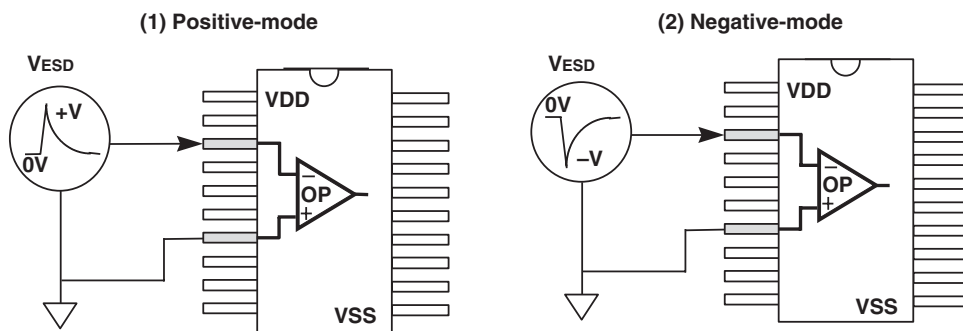 (1) Positive-mode
VESD
+V
0V
VDD
−
OP
+
VSS
(2) Negative-mode
VESD
0V
−V
VDD
−
OP
+
VSS